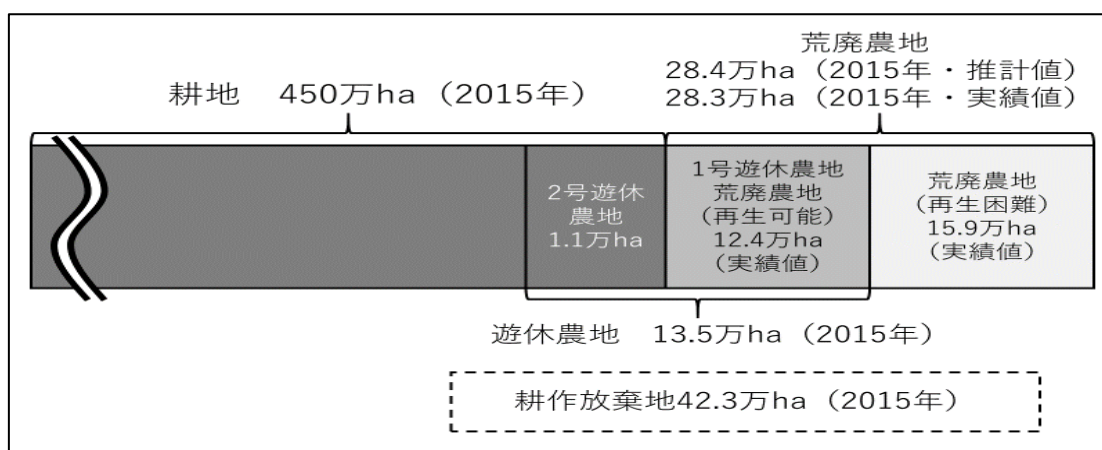 荒廃農地
28.4万ha（2015年・推計値）
28.3万ha（2015年・実績値）
耕地　450万ha（2015年）
2号遊休
農地
1.1万ha
1号遊休農地
荒廃農地
(再生可能)
12.4万ha
(実績値)
荒廃農地
(再生困難)
15.9万ha
(実績値)
遊休農地　13.5万ha（2015年）
耕作放棄地42.3万ha（2015年）